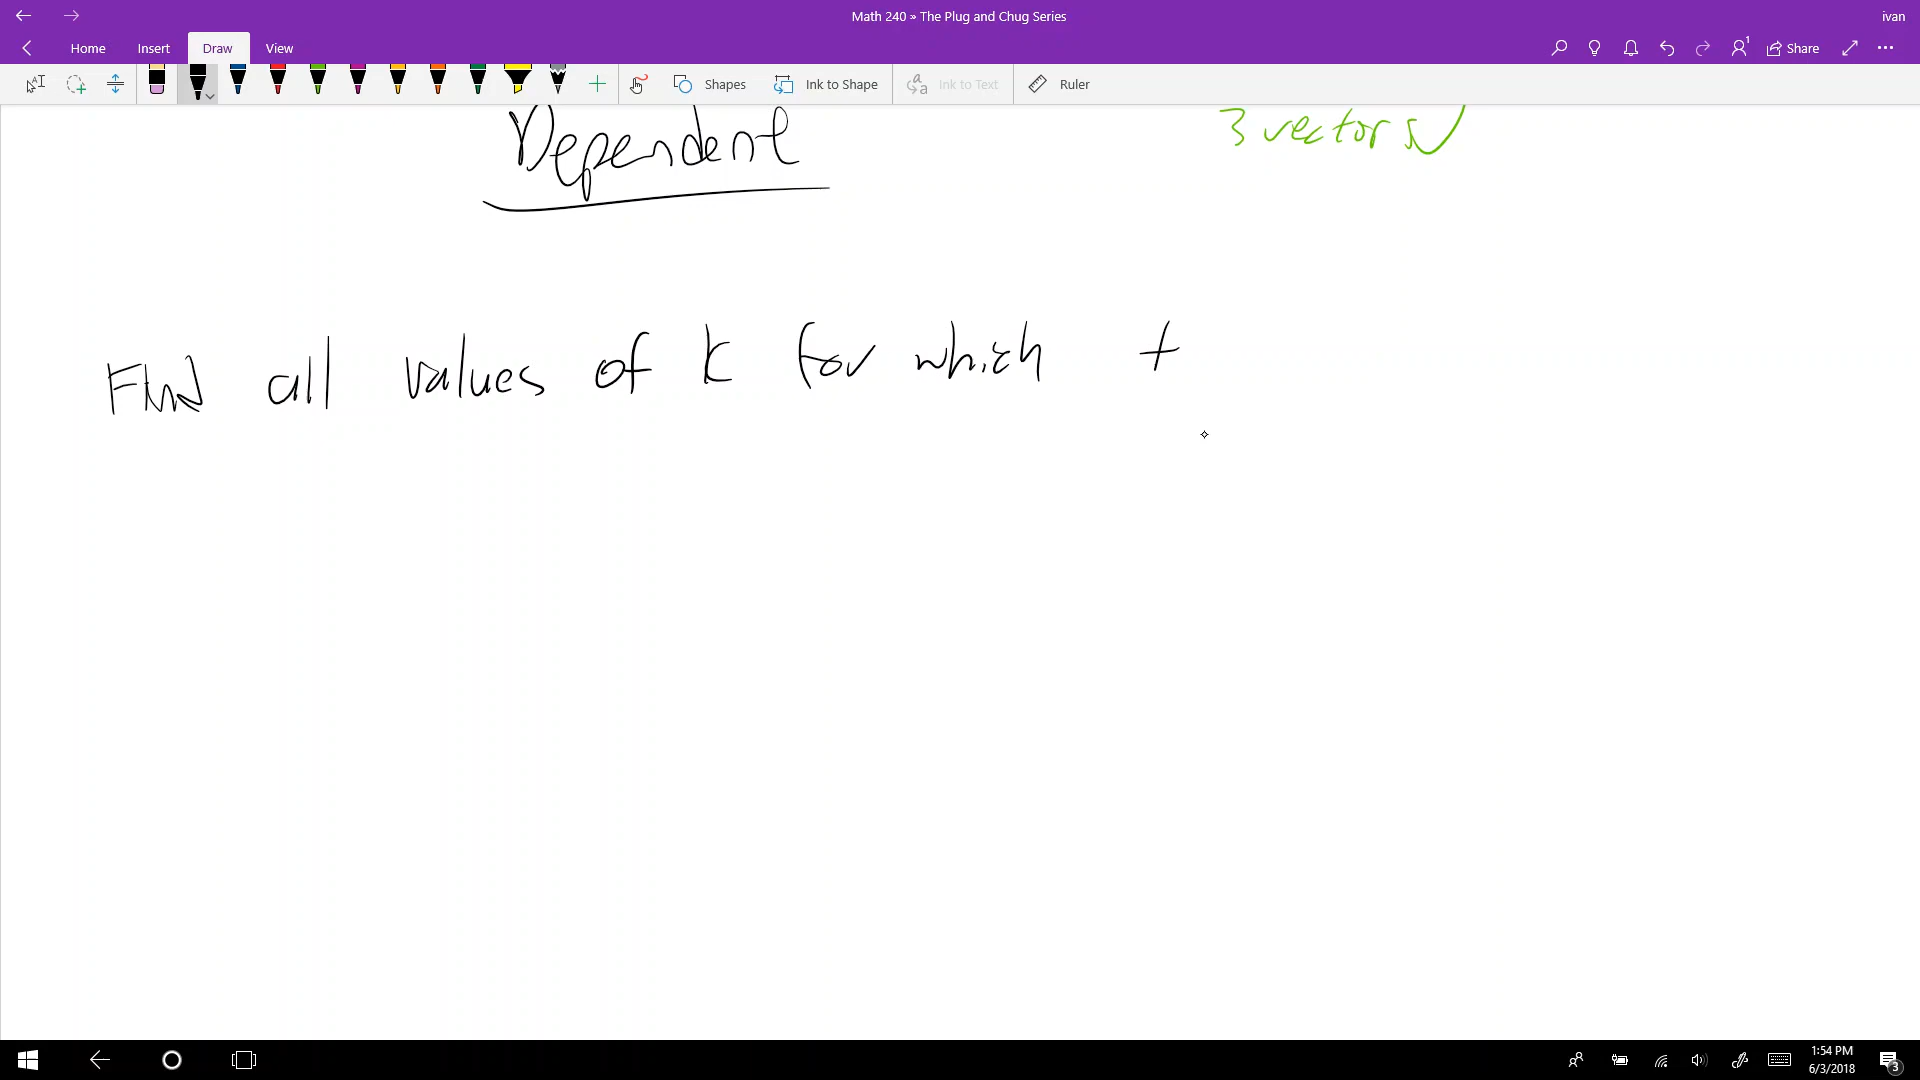 Math 240 » The Plug and Chug Series
ivan
Home Insert Draw View
Share
Shapes Ink to Shape Ink to Text Ruler
Dependent
3 vectors
Find all values of k for which t
1:54 PM
6/3/2018
3